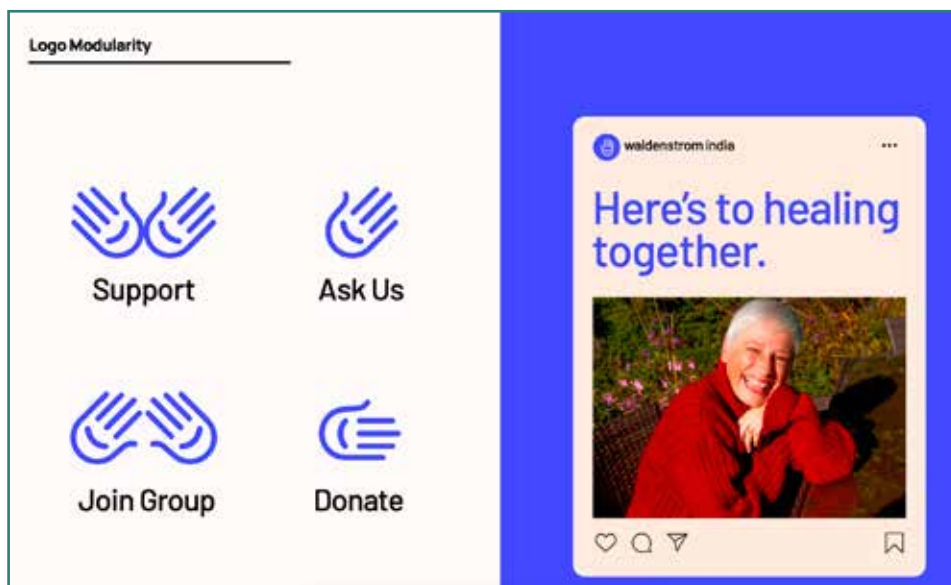 Logo Modularity
Support
Ask Us
Join Group
Donate
waldenstrom india
Here's to healing
together.